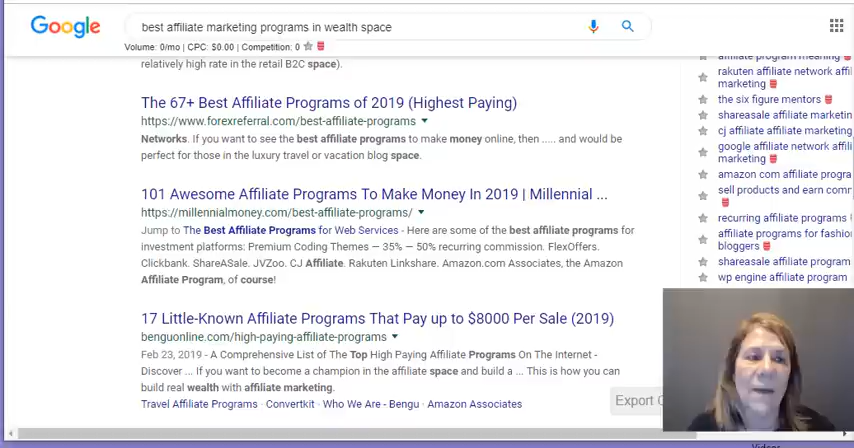 Google
best affiliate marketing programs in wealth space
Volume: 0/mo | CPC: $0.00 | Competition: 0
relatively high rate in the retail B2C space).
The 67+ Best Affiliate Programs of 2019 (Highest Paying)
https://www.forexreferral.com/best-affiliate-programs
Networks. If you want to see the best affiliate programs to make money online, then ..... and would be
perfect for those in the luxury travel or vacation blog space.
101 Awesome Affiliate Programs To Make Money In 2019 | Millennial ...
https://millennialmoney.com/best-affiliate-programs/
Jump to The Best Affiliate Programs for Web Services - Here are some of the best affiliate programs for
investment platforms: Premium Coding Themes — 35% — 50% recurring commission. FlexOffers.
Clickbank. ShareASale. JVZoo. CJ Affiliate. Rakuten Linkshare. Amazon.com Associates, the Amazon
Affiliate Program, of course!
17 Little-Known Affiliate Programs That Pay up to $8000 Per Sale (2019)
benguonline.com/high-paying-affiliate-programs
Feb 23, 2019 - A Comprehensive List of the Top High Paying Affiliate Programs On The Internet -
Discover ... If you want to become a champion in the affiliate space and build a ... This is how you can
build real wealth with affiliate marketing.
Travel Affiliate Programs · Convertkit · Who We Are - Bengu · Amazon Associates
Export
affiliate program meaning
rakuten affiliate network affil
marketing
the six figure mentors
shareasale affiliate marketin
cj affiliate affiliate marketing
google affiliate network affil
marketing
amazon com affiliate progra
sell products and earn com
recurring affiliate programs
affiliate programs for fashio
bloggers
shareasale affiliate program
wp engine affiliate program